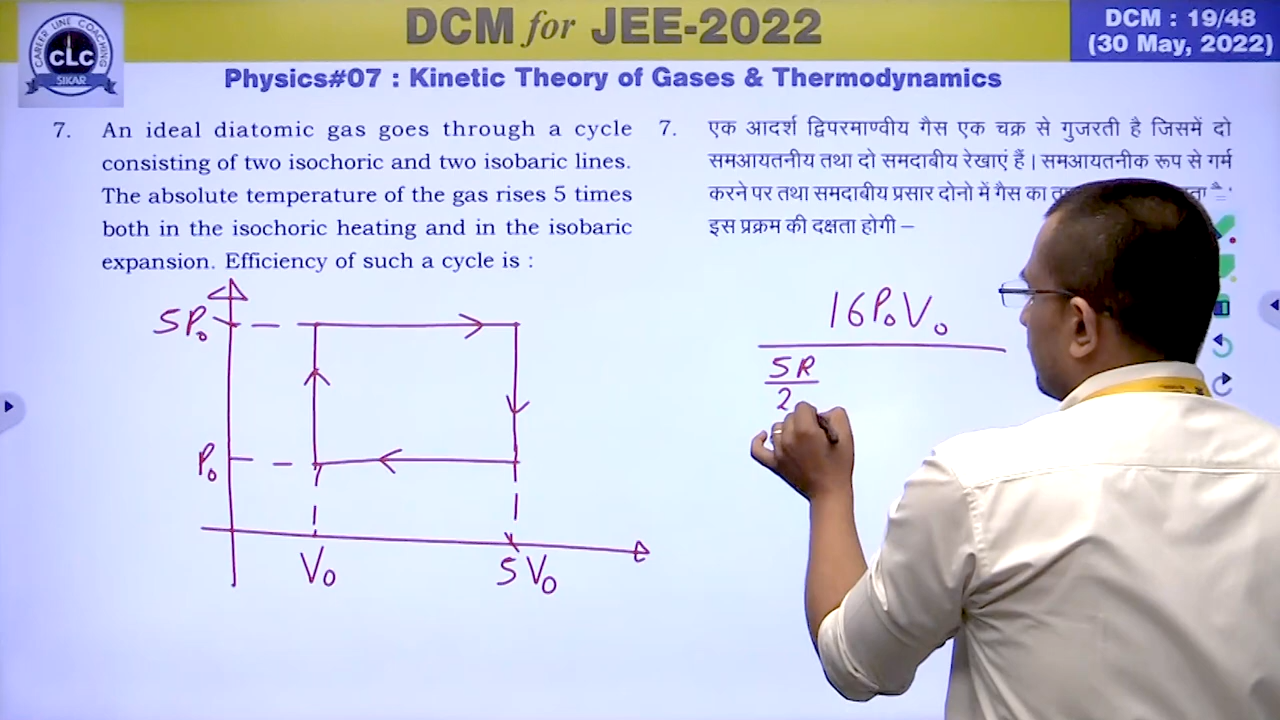 DCM for JEE-2022
DCM : 19/48
(30 May, 2022)
CAREER LINE COACHING
CLC
SIKAR
Physics#07 : Kinetic Theory of Gases & Thermodynamics
7. An ideal diatomic gas goes through a cycle
consisting of two isochoric and two isobaric lines.
The absolute temperature of the gas rises 5 times
both in the isochoric heating and in the isobaric
expansion. Efficiency of such a cycle is :
7. एक आदर्श द्विपरमाण्वीय गैस एक चक्र से गुजरती है जिसमें दो
समआयतनीय तथा दो समदाबीय रेखाएं हैं। समआयतनीक रूप से गर्म
करने पर तथा समदाबीय प्रसार दोनो में गैस का
इस प्रक्रम की दक्षता होगी –
5P₀
P₀
V₀
5V₀
16P₀V₀
5R
2